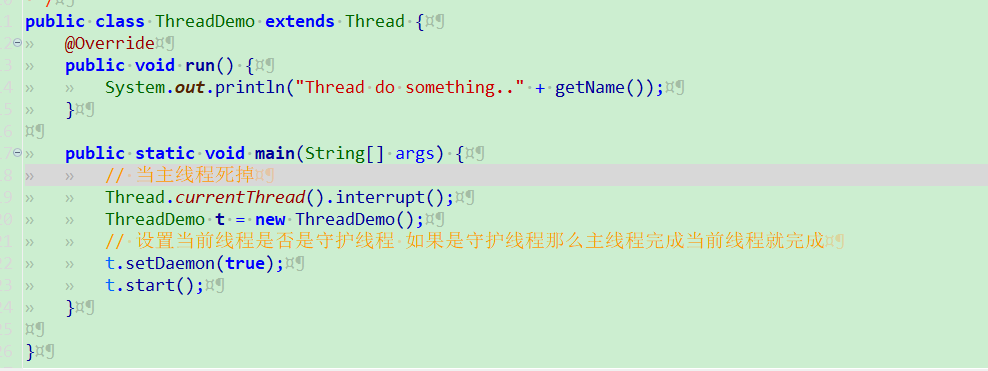 /
public class ThreadDemo extends Thread {
@Override
public void run() {
System.out.println("Thread do something.." + getName());
}
public static void main(String[] args) {
// 当主线程死掉
Thread.currentThread().interrupt();
ThreadDemo t = new ThreadDemo();
// 设置当前线程是否是守护线程 如果是守护线程那么主线程完成当前线程就完成
t.setDaemon(true);
t.start();
}
}